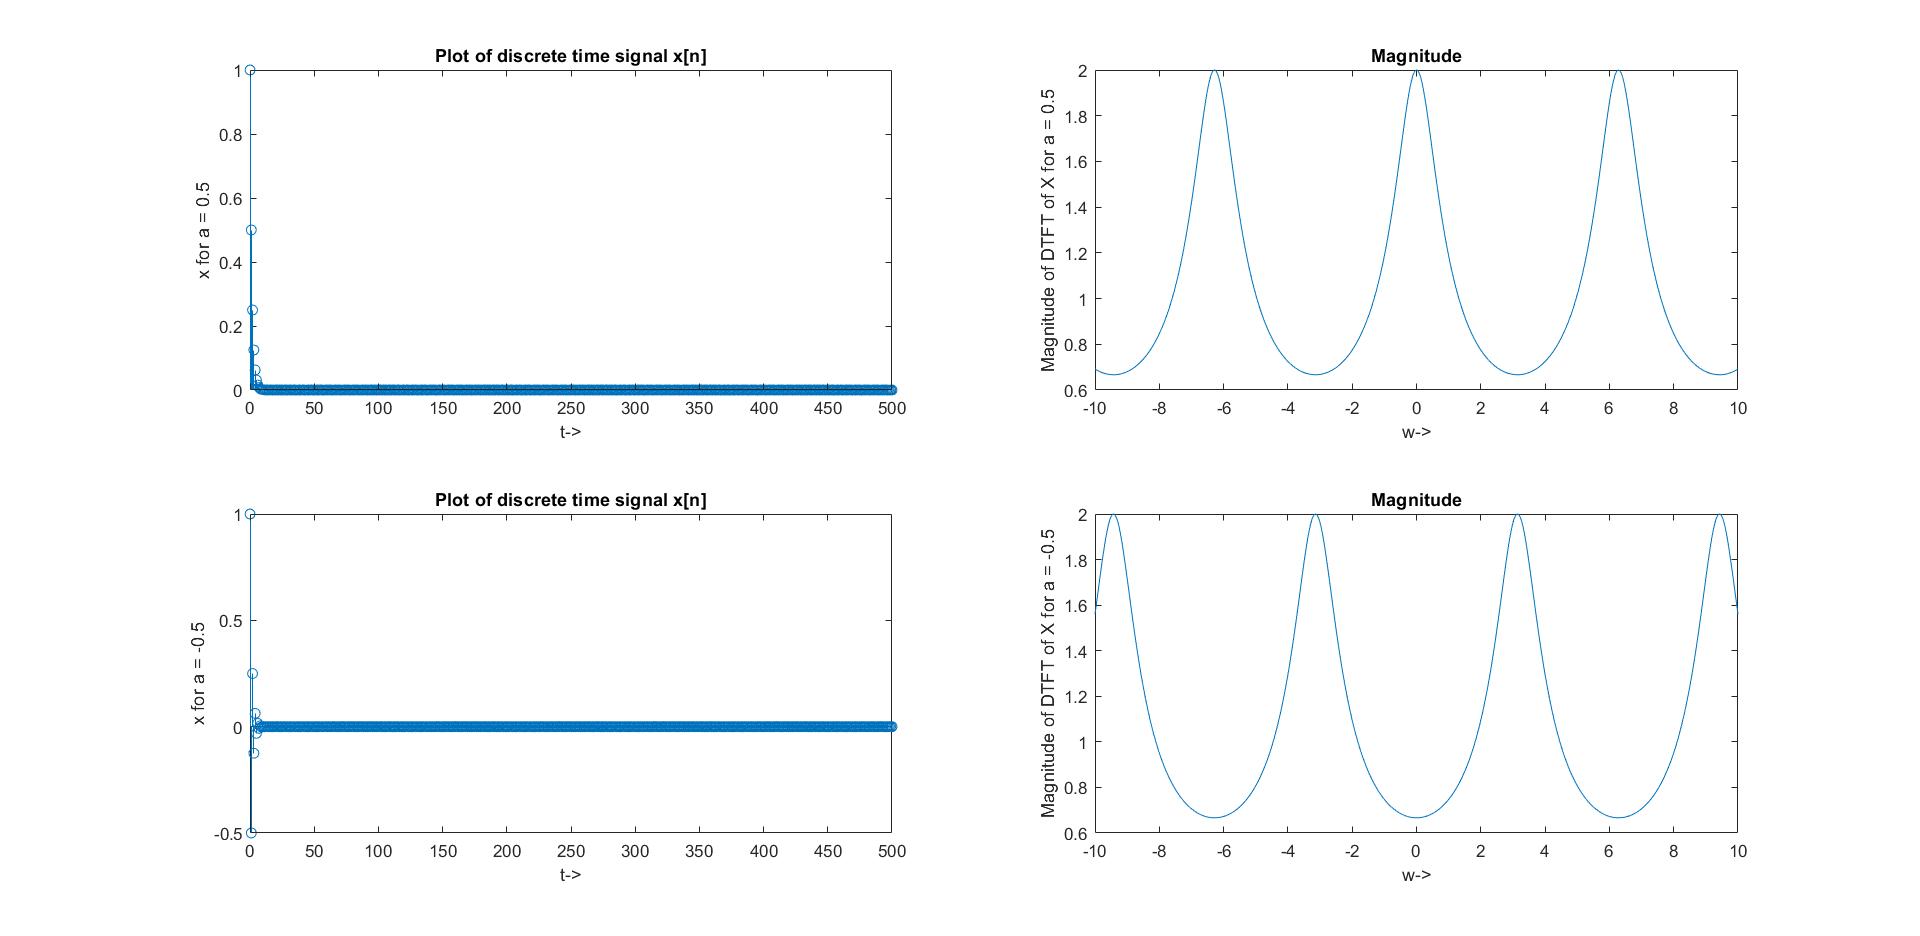 Plot of discrete time signal x[n]
x for a = 0.5
1
0.8
0.6
0.4
0.2
0
0 50 100 150 200 250 300 350 400 450 500
t->
Magnitude
Magnitude of DTFT of X for a = 0.5
2
1.8
1.6
1.4
1.2
1
0.8
0.6
-10 -8 -6 -4 -2 0 2 4 6 8 10
w->
Plot of discrete time signal x[n]
x for a = -0.5
1
0.5
0
-0.5
0 50 100 150 200 250 300 350 400 450 500
t->
Magnitude
Magnitude of DTFT of X for a = -0.5
2
1.8
1.6
1.4
1.2
1
0.8
0.6
-10 -8 -6 -4 -2 0 2 4 6 8 10
w->